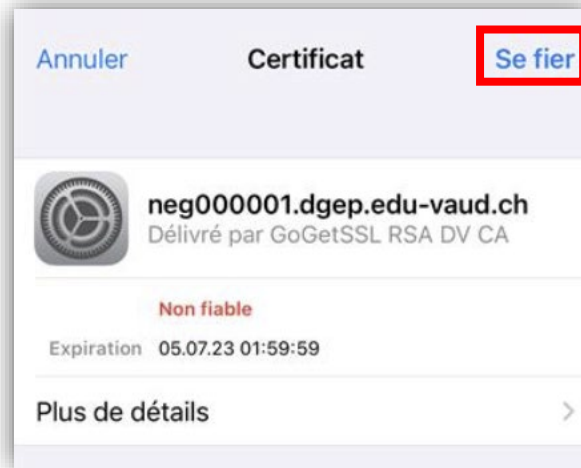 Annuler Certificat Se fier
neg000001.dgep.edu-vaud.ch
Délivré par GoGetSSL RSA DV CA
Non fiable
Expiration 05.07.23 01:59:59
Plus de détails